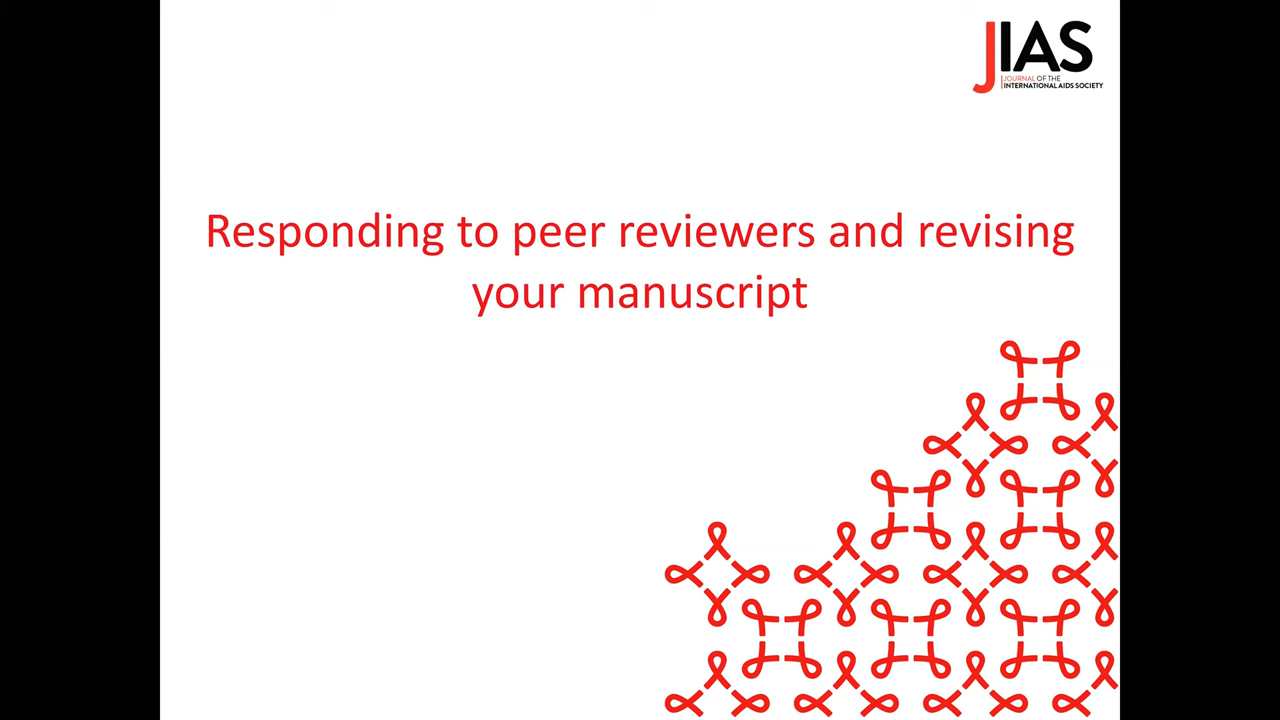 JIAS
JOURNAL OF THE
INTERNATIONAL AIDS SOCIETY
Responding to peer reviewers and revising
your manuscript